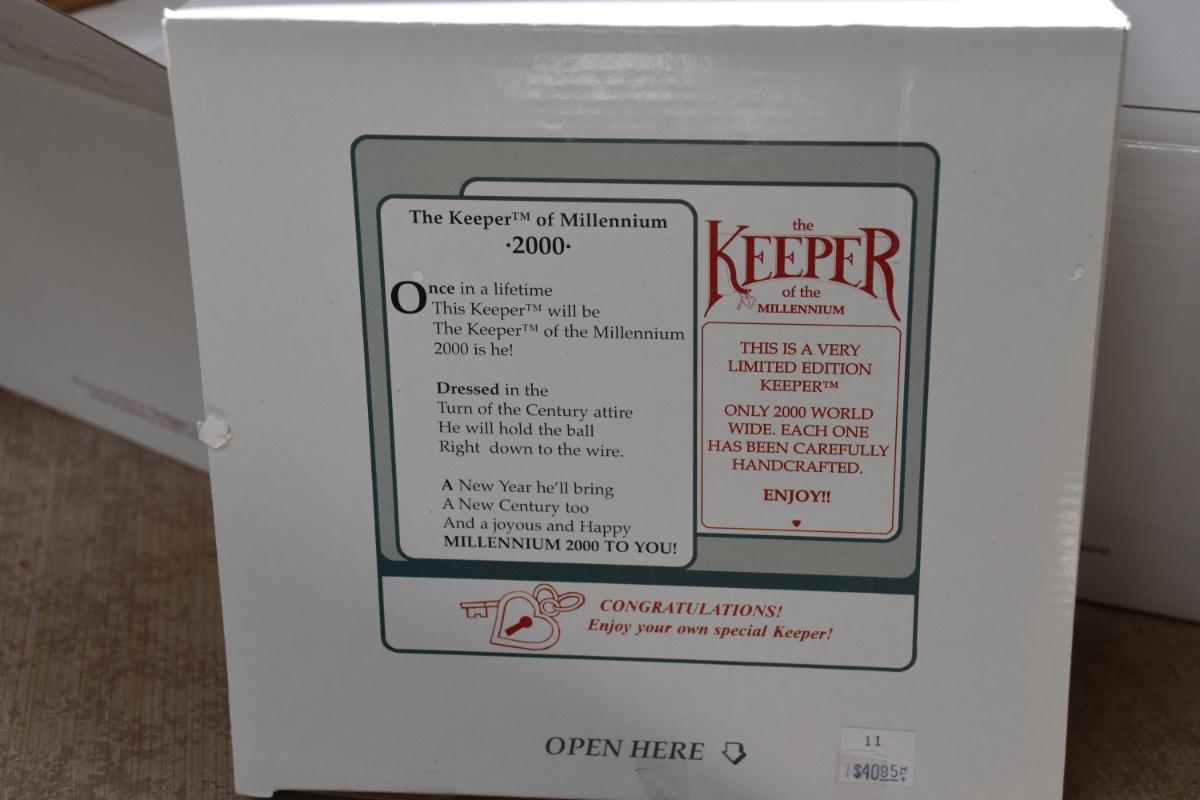 The Keeper™ of Millennium
·2000·
Once in a lifetime
This Keeper™ will be
The Keeper™ of the Millennium
2000 is he!
Dressed in the
Turn of the Century attire
He will hold the ball
Right down to the wire.
A New Year he'll bring
A New Century too
And a joyous and Happy
MILLENNIUM 2000 TO YOU!
the
KEEPER
of the
MILLENNIUM
THIS IS A VERY
LIMITED EDITION
KEEPER™
ONLY 2000 WORLD
WIDE. EACH ONE
HAS BEEN CAREFULLY
HANDCRAFTED.
ENJOY!!
CONGRATULATIONS!
Enjoy your own special Keeper!
OPEN HERE
11
$4095